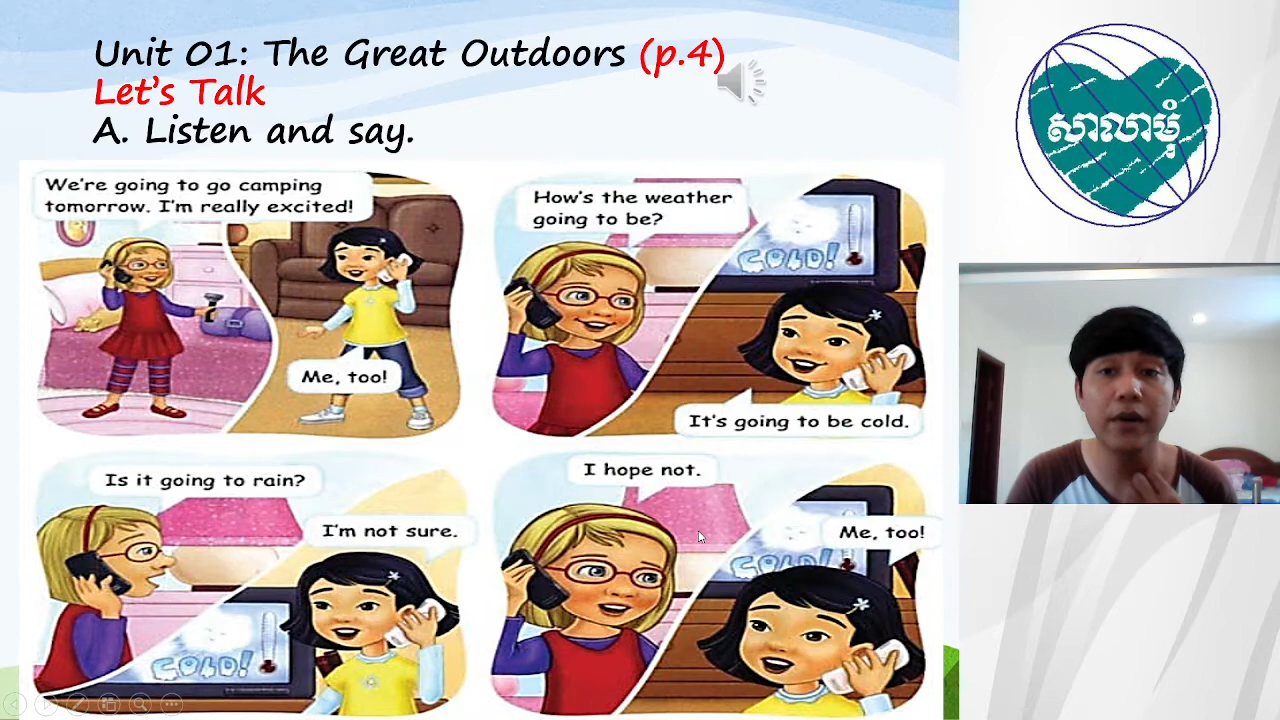 Unit 01: The Great Outdoors (p.4)
Let's Talk
A. Listen and say.
សាលាមុំ
We're going to go camping
tomorrow. I'm really excited!
Me, too!
How's the weather
going to be?
COLD!
It's going to be cold.
Is it going to rain?
I'm not sure.
COLD!
I hope not.
Me, too!
COLD!